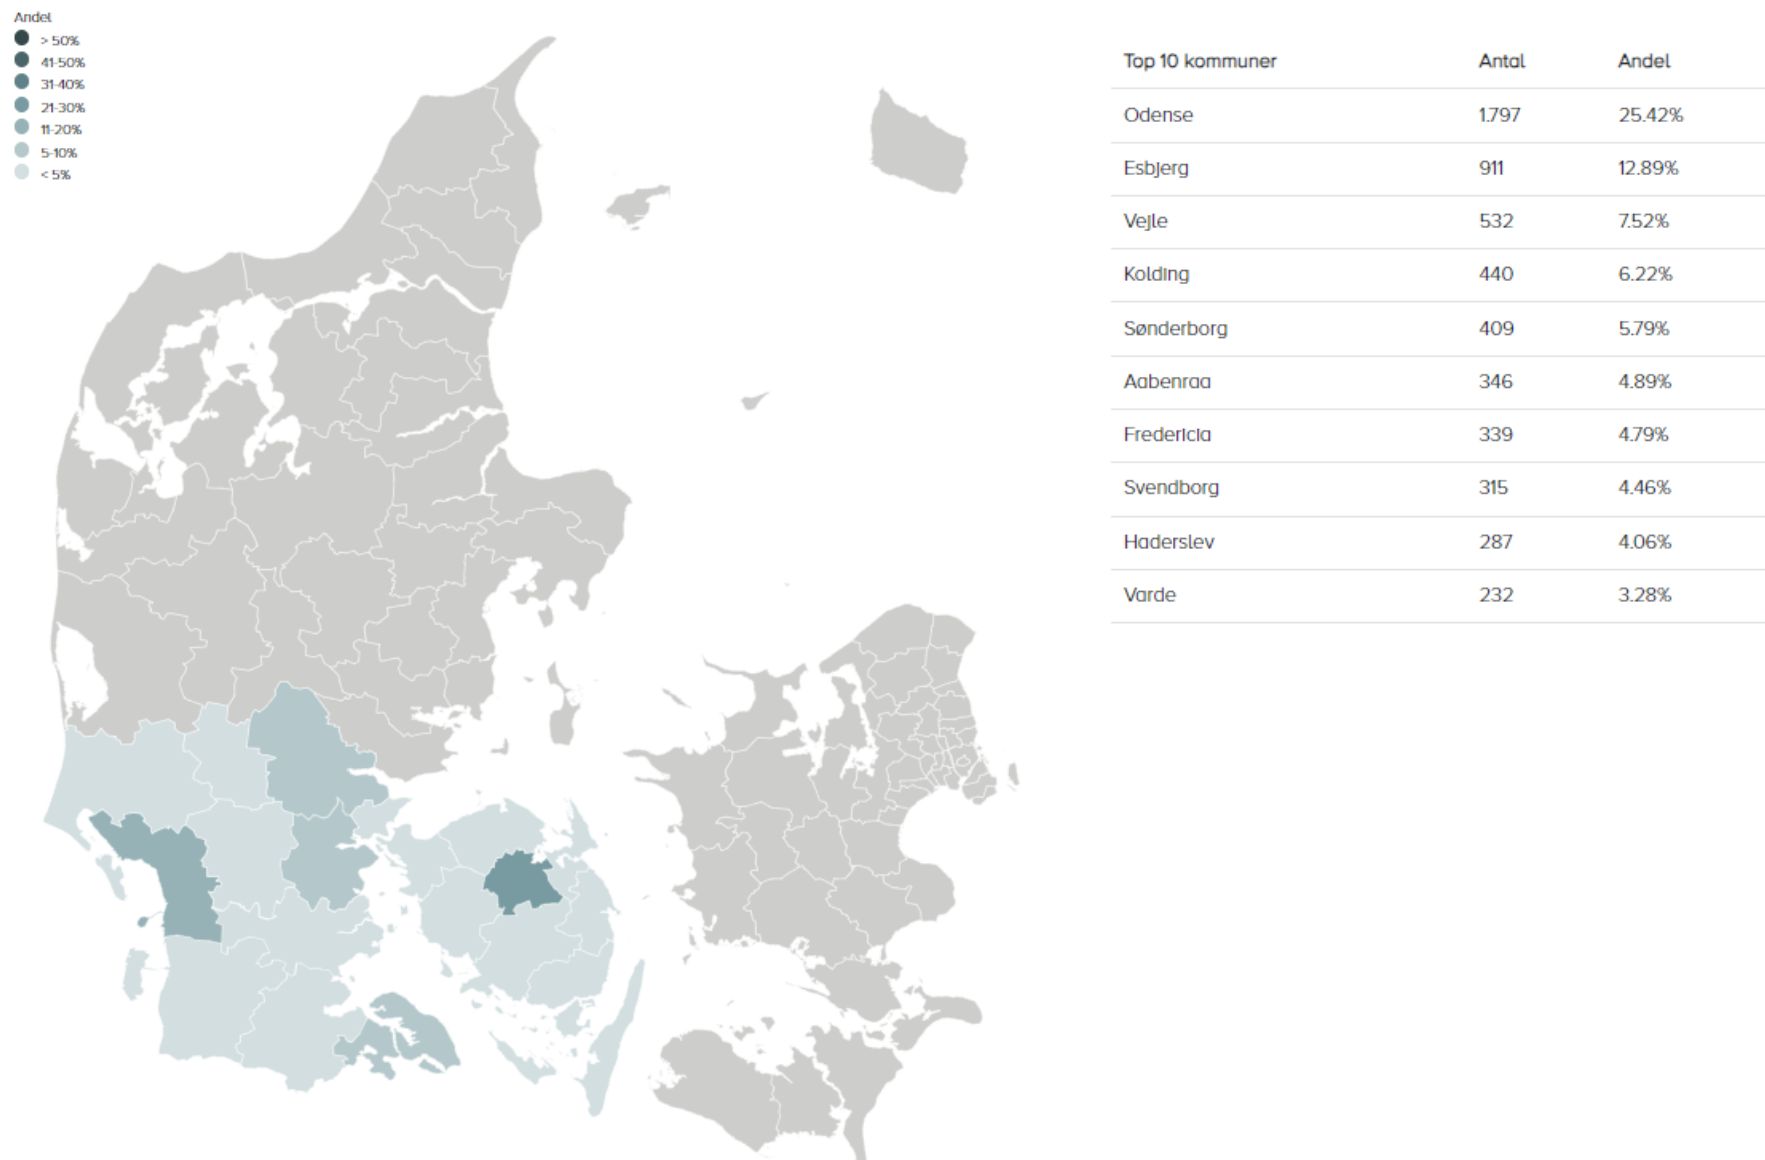 Andel
> 50%
41-50%
31-40%
21-30%
11-20%
5-10%
< 5%
Top 10 kommuner Antal Andel
Odense 1.797 25.42%
Esbjerg 911 12.89%
Vejle 532 7.52%
Kolding 440 6.22%
Sønderborg 409 5.79%
Aabenraa 346 4.89%
Fredericia 339 4.79%
Svendborg 315 4.46%
Haderslev 287 4.06%
Varde 232 3.28%